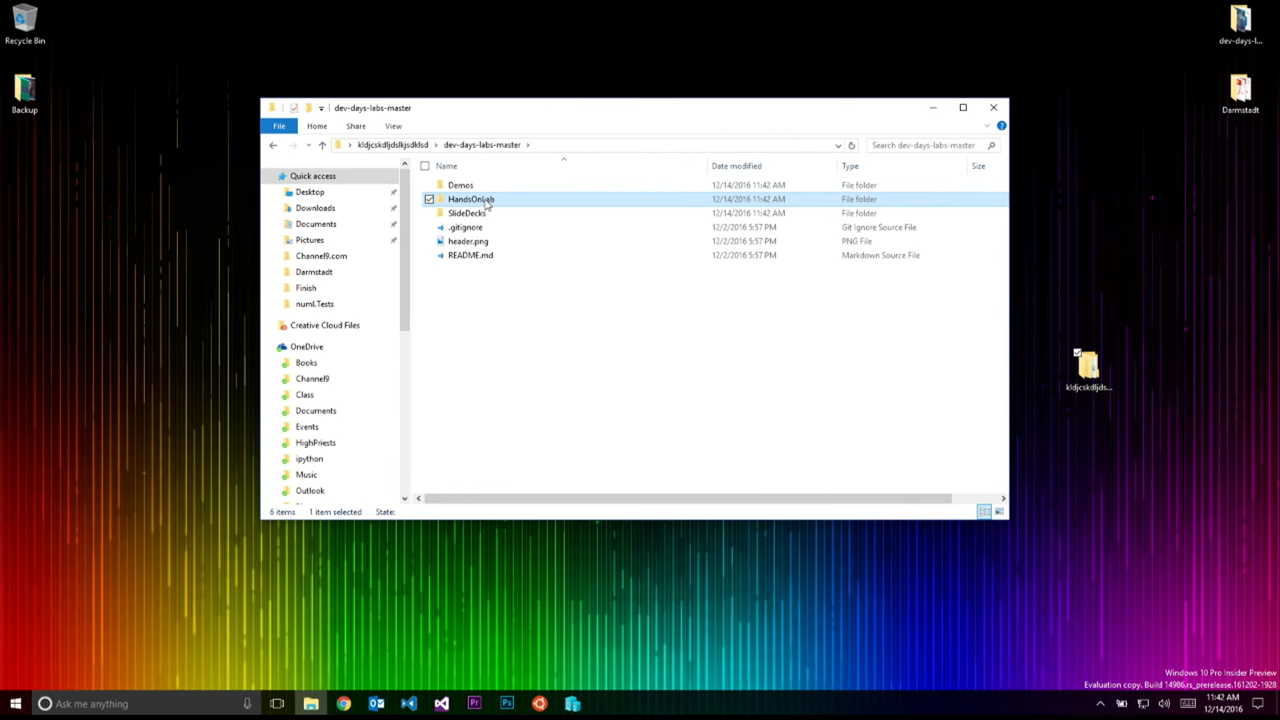 Recycle Bin
Backup
dev-days-l...
Darmstadt
dev-days-labs-master
File
Home
Share
View
kldjcskdljdslkjsdklsd
dev-days-labs-master
Search dev-days-labs-master
Name
Date modified
Type
Size
Demos
12/14/2016 11:42 AM
File folder
HandsOnLab
12/14/2016 11:42 AM
File folder
SlideDecks
12/14/2016 11:42 AM
File folder
.gitignore
12/2/2016 5:57 PM
Git Ignore Source File
header.png
12/2/2016 5:57 PM
PNG File
README.md
12/2/2016 5:57 PM
Markdown Source File
Quick access
Desktop
Downloads
Documents
Pictures
Channel9.com
Darmstadt
Finish
numl.Tests
Creative Cloud Files
OneDrive
Books
Channel9
Class
Documents
Events
HighPriests
ipython
Music
Outlook
6 items
1 item selected
State:
kldjcskdljds...
Windows 10 Pro Insider Preview
Evaluation copy. Build 14986.rs_prerelease.161202-1928
Ask me anything
Pr
Ps
11:42 AM
12/14/2016